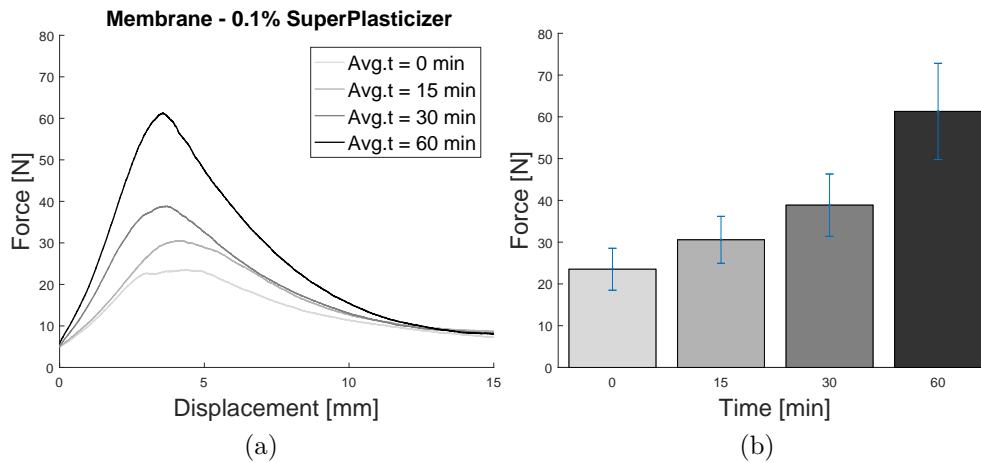 Membrane - 0.1% SuperPlasticizer
80
70
60
50
40
30
20
10
0
Force [N]
Avg.t = 0 min
Avg.t = 15 min
Avg.t = 30 min
Avg.t = 60 min
0 5 10 15
Displacement [mm]
(a)
80
70
60
50
40
30
20
10
0
Force [N]
0 15 30 60
Time [min]
(b)